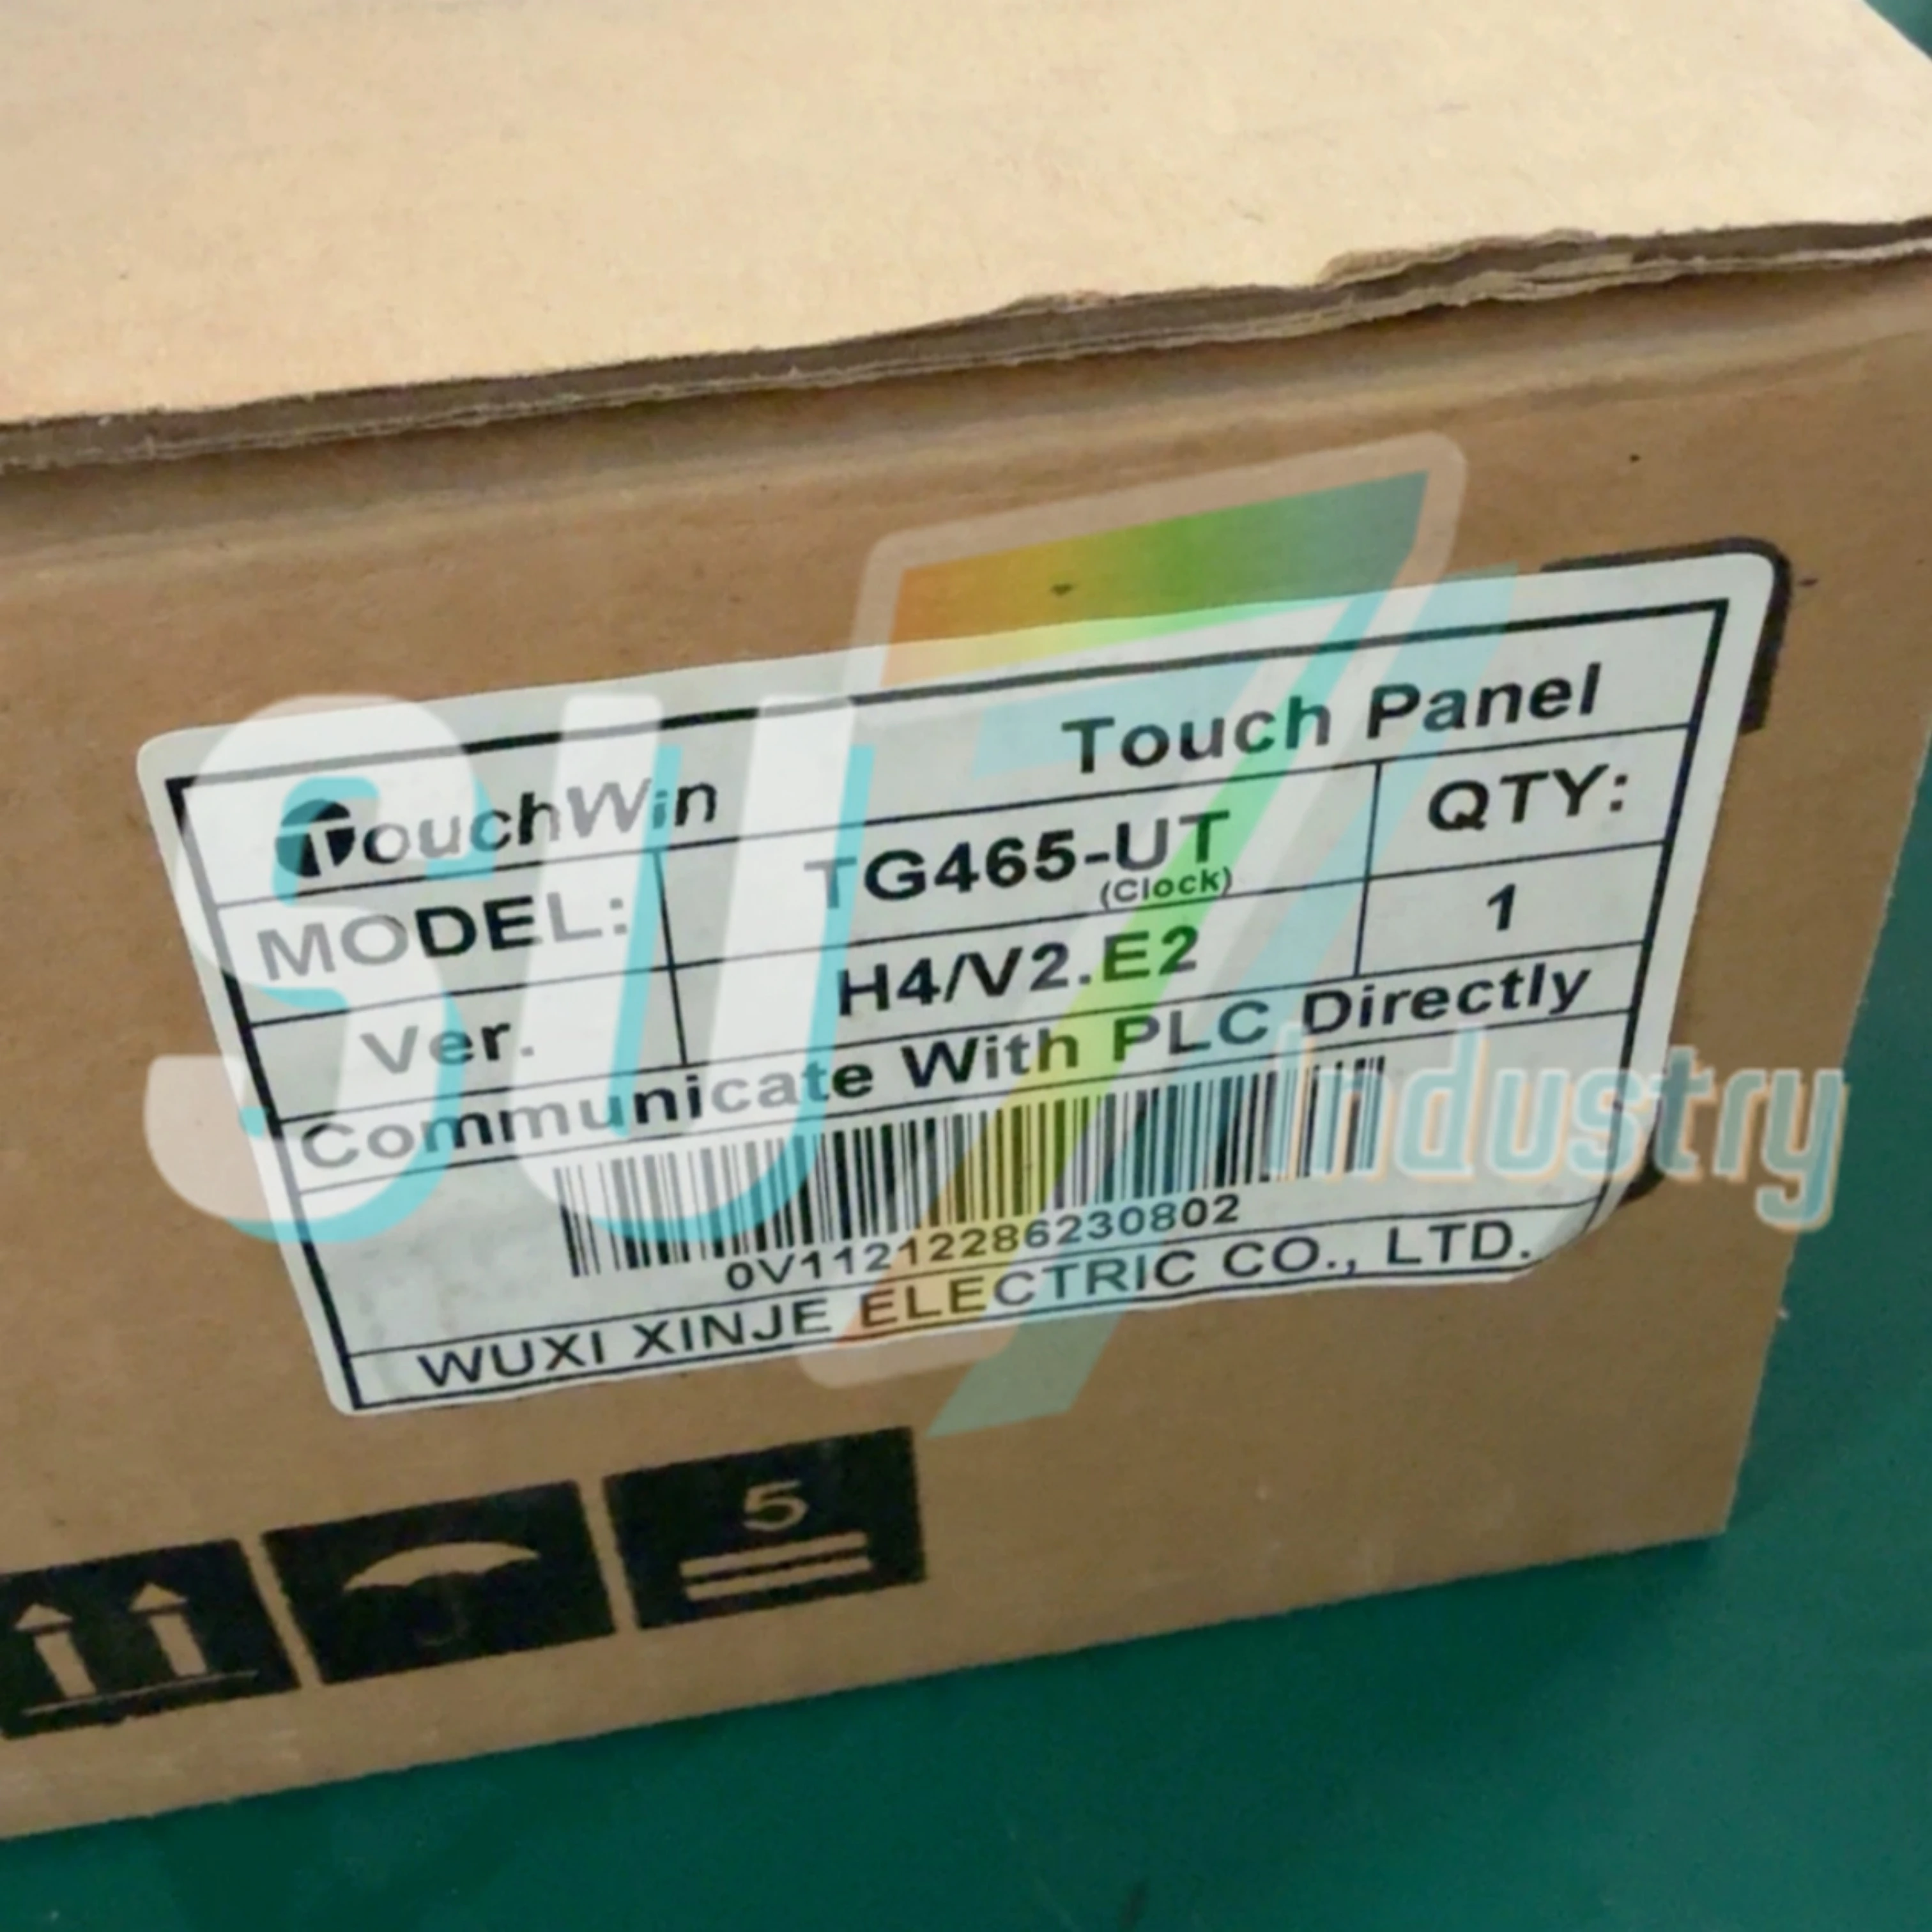 TouchWin Touch Panel
MODEL: TG465-UT QTY:
(Clock)
Ver. H4/V2.E2 1
Communicate With PLC Directly
0V11212286230802
WUXI XINJE ELECTRIC CO., LTD.
5
SU7
Industry